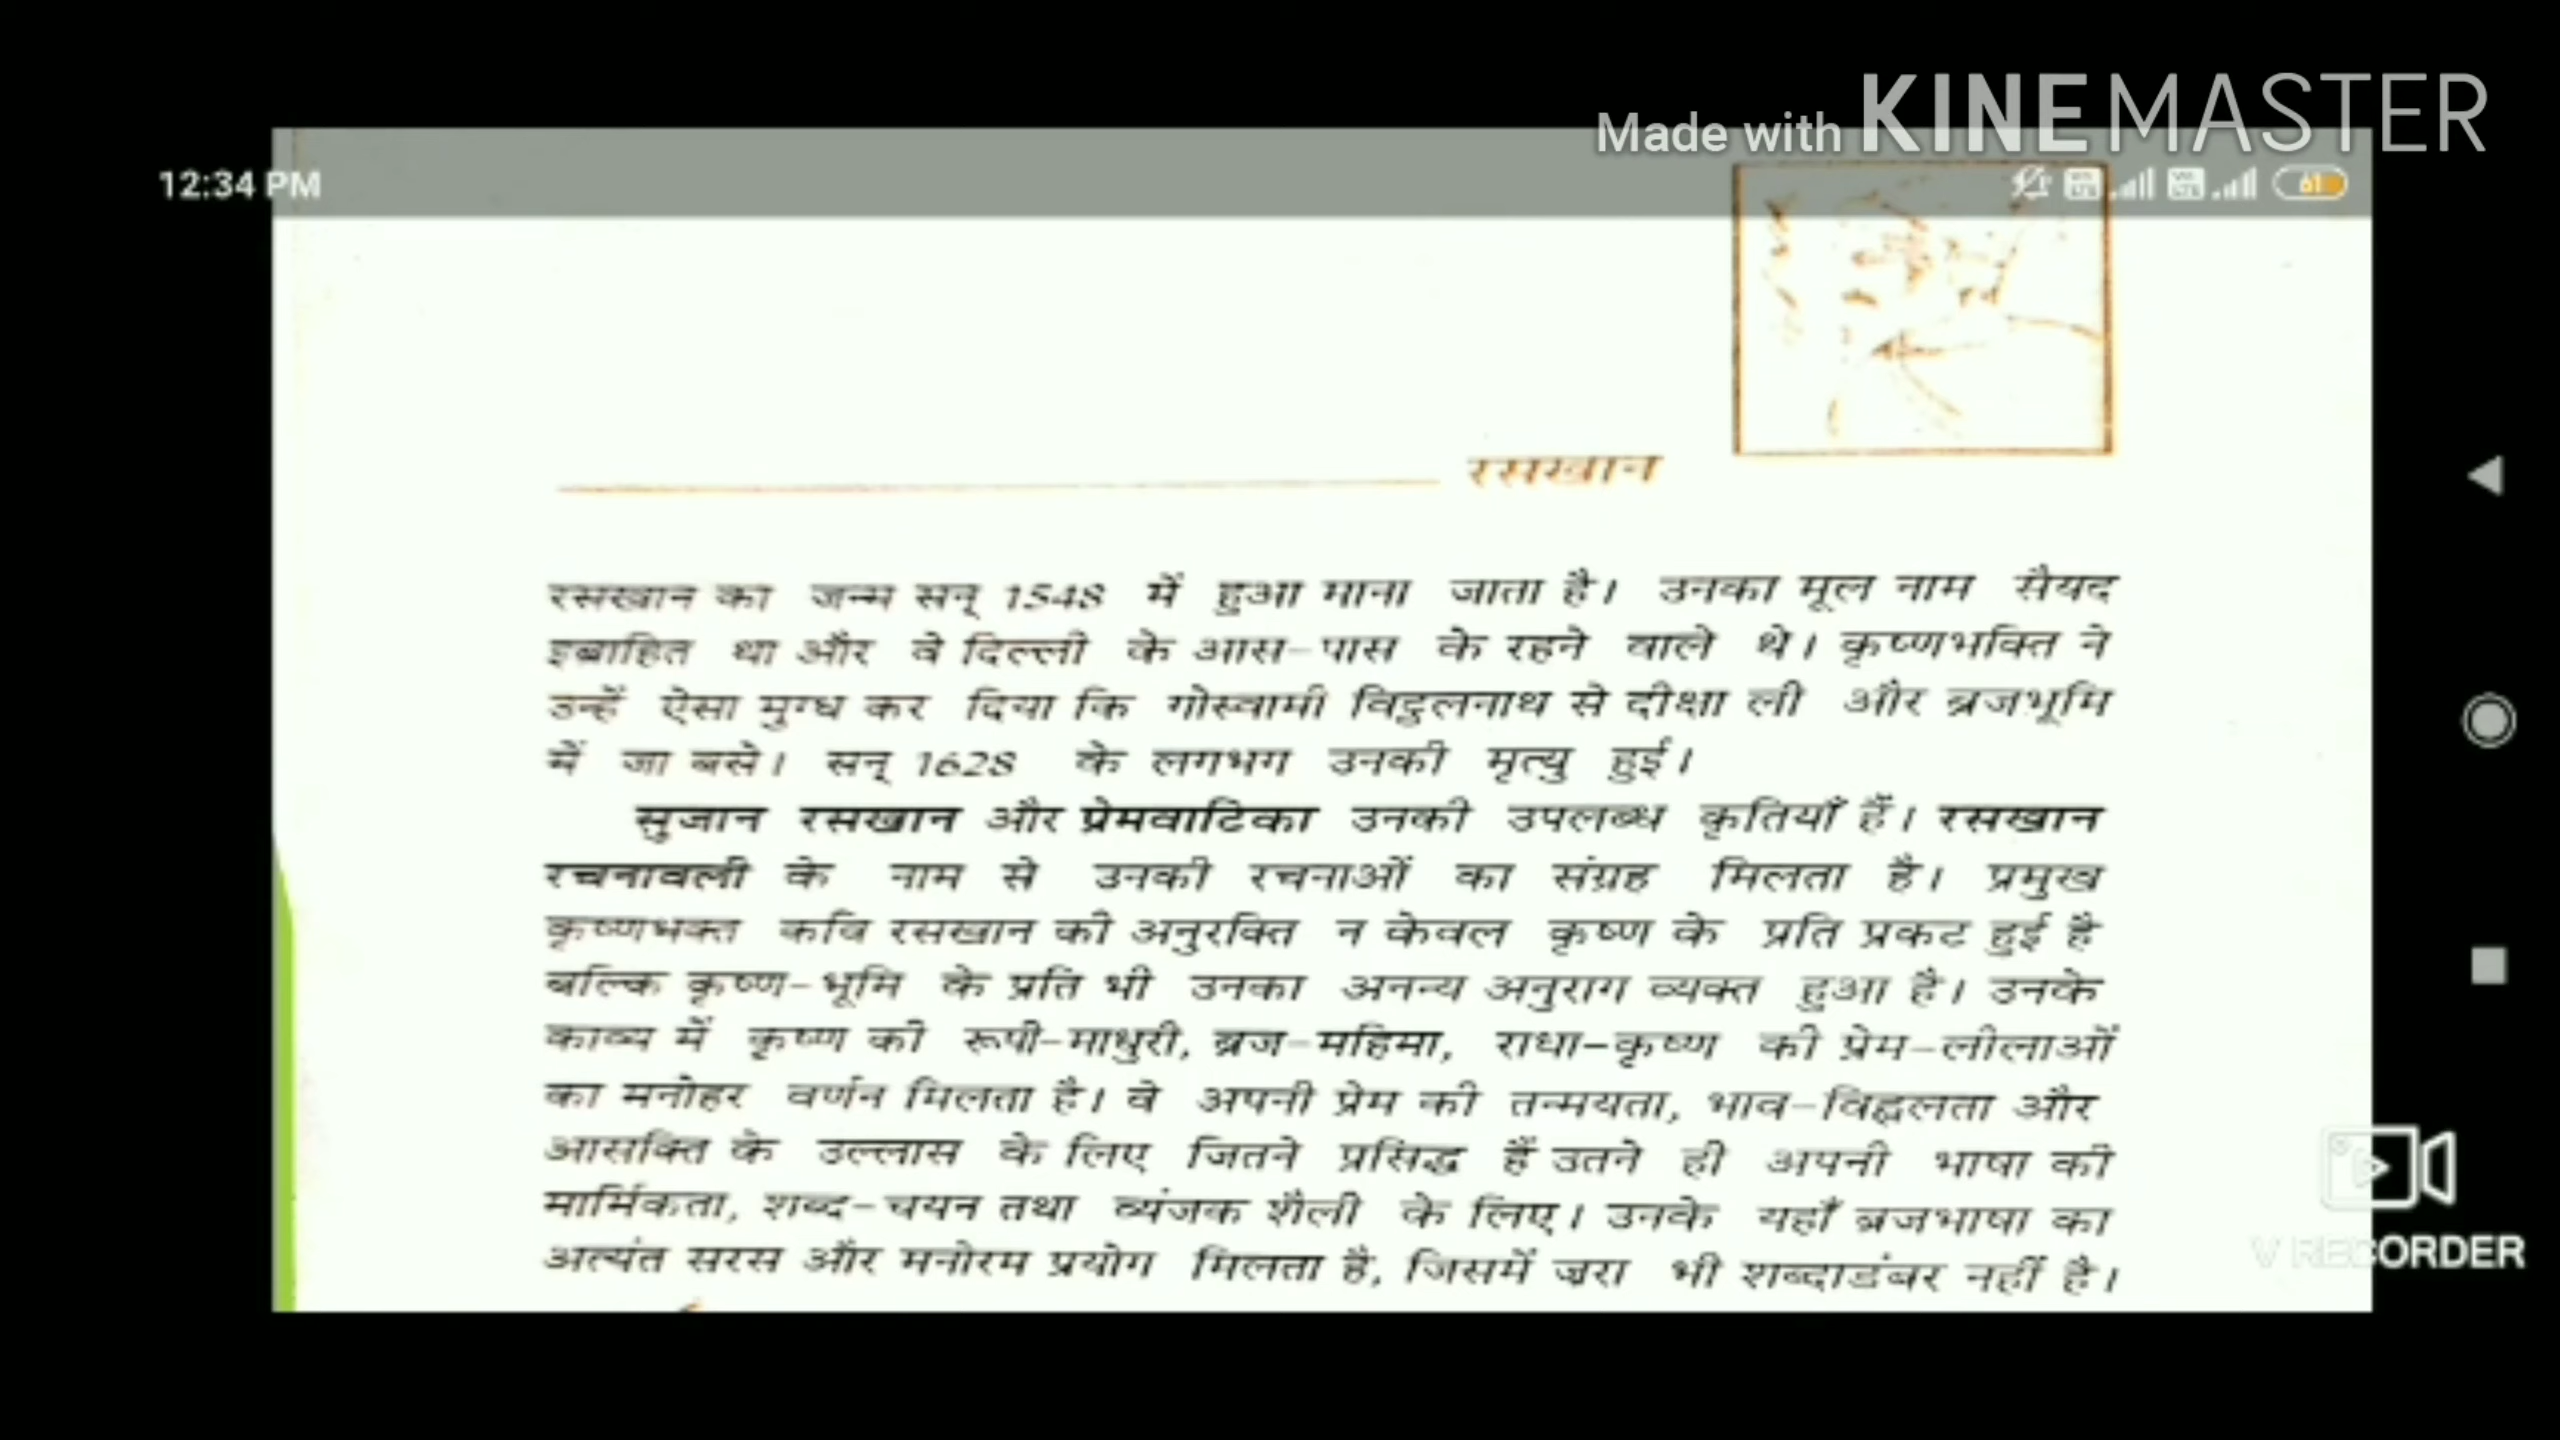 Made with KINEMASTER
12:34 PM
61
रसखान
रसखान का जन्म सन् 1548 में हुआ माना जाता है। उनका मूल नाम सैयद
इब्राहित था और वे दिल्ली के आस-पास के रहने वाले थे। कृष्णभक्ति ने
उन्हें ऐसा मुग्ध कर दिया कि गोस्वामी विट्ठलनाथ से दीक्षा ली और ब्रजभूमि
में जा बसे। सन् 1628 के लगभग उनकी मृत्यु हुई।
सुजान रसखान और प्रेमवाटिका उनकी उपलब्ध कृतियाँ हैं। रसखान
रचनावली के नाम से उनकी रचनाओं का संग्रह मिलता है। प्रमुख
कृष्णभक्त कवि रसखान की अनुरक्ति न केवल कृष्ण के प्रति प्रकट हुई है
बल्कि कृष्ण-भूमि के प्रति भी उनका अनन्य अनुराग व्यक्त हुआ है। उनके
काव्य में कृष्ण की रूपी-माधुरी, ब्रज-महिमा, राधा-कृष्ण की प्रेम-लीलाओं
का मनोहर वर्णन मिलता है। वे अपनी प्रेम की तन्मयता, भाव-विह्वलता और
आसक्ति के उल्लास के लिए जितने प्रसिद्ध हैं उतने ही अपनी भाषा की
मार्मिकता, शब्द-चयन तथा व्यंजक शैली के लिए। उनके यहाँ ब्रजभाषा का
अत्यंत सरस और मनोरम प्रयोग मिलता है, जिसमें ज़रा भी शब्दाडंबर नहीं है।
V RECORDER